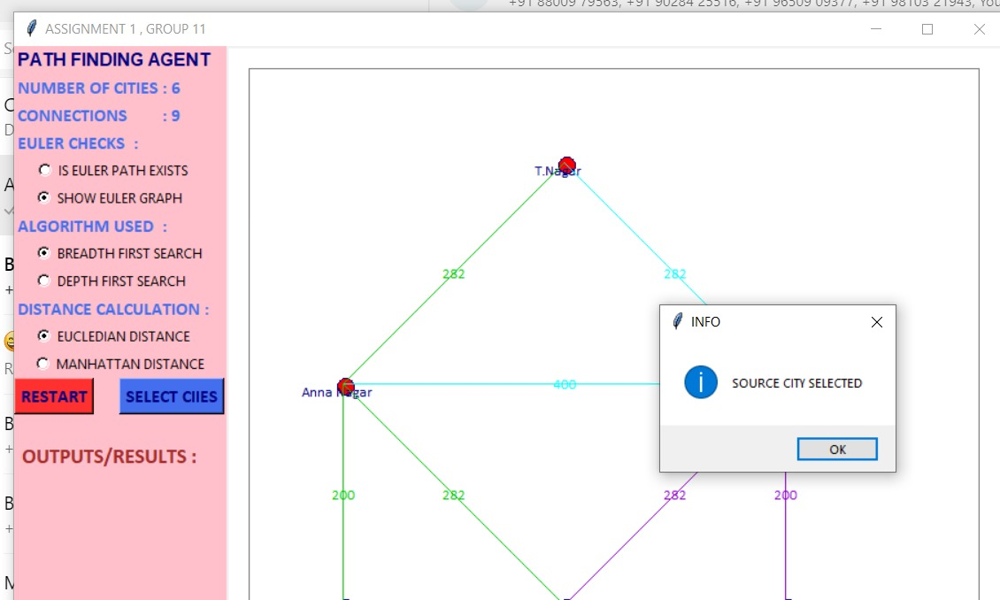 +91 88009 79563, +91 90284 25516, +91 96509 09377, +91 98103 21943, You
ASSIGNMENT 1 , GROUP 11
PATH FINDING AGENT
NUMBER OF CITIES : 6
CONNECTIONS : 9
EULER CHECKS :
IS EULER PATH EXISTS
SHOW EULER GRAPH
ALGORITHM USED :
BREADTH FIRST SEARCH
DEPTH FIRST SEARCH
DISTANCE CALCULATION :
EUCLEDIAN DISTANCE
MANHATTAN DISTANCE
RESTART
SELECT CIIES
OUTPUTS/RESULTS :
T.Nagar
282
282
Anna Nagar
400
200
282
282
200
INFO
SOURCE CITY SELECTED
OK